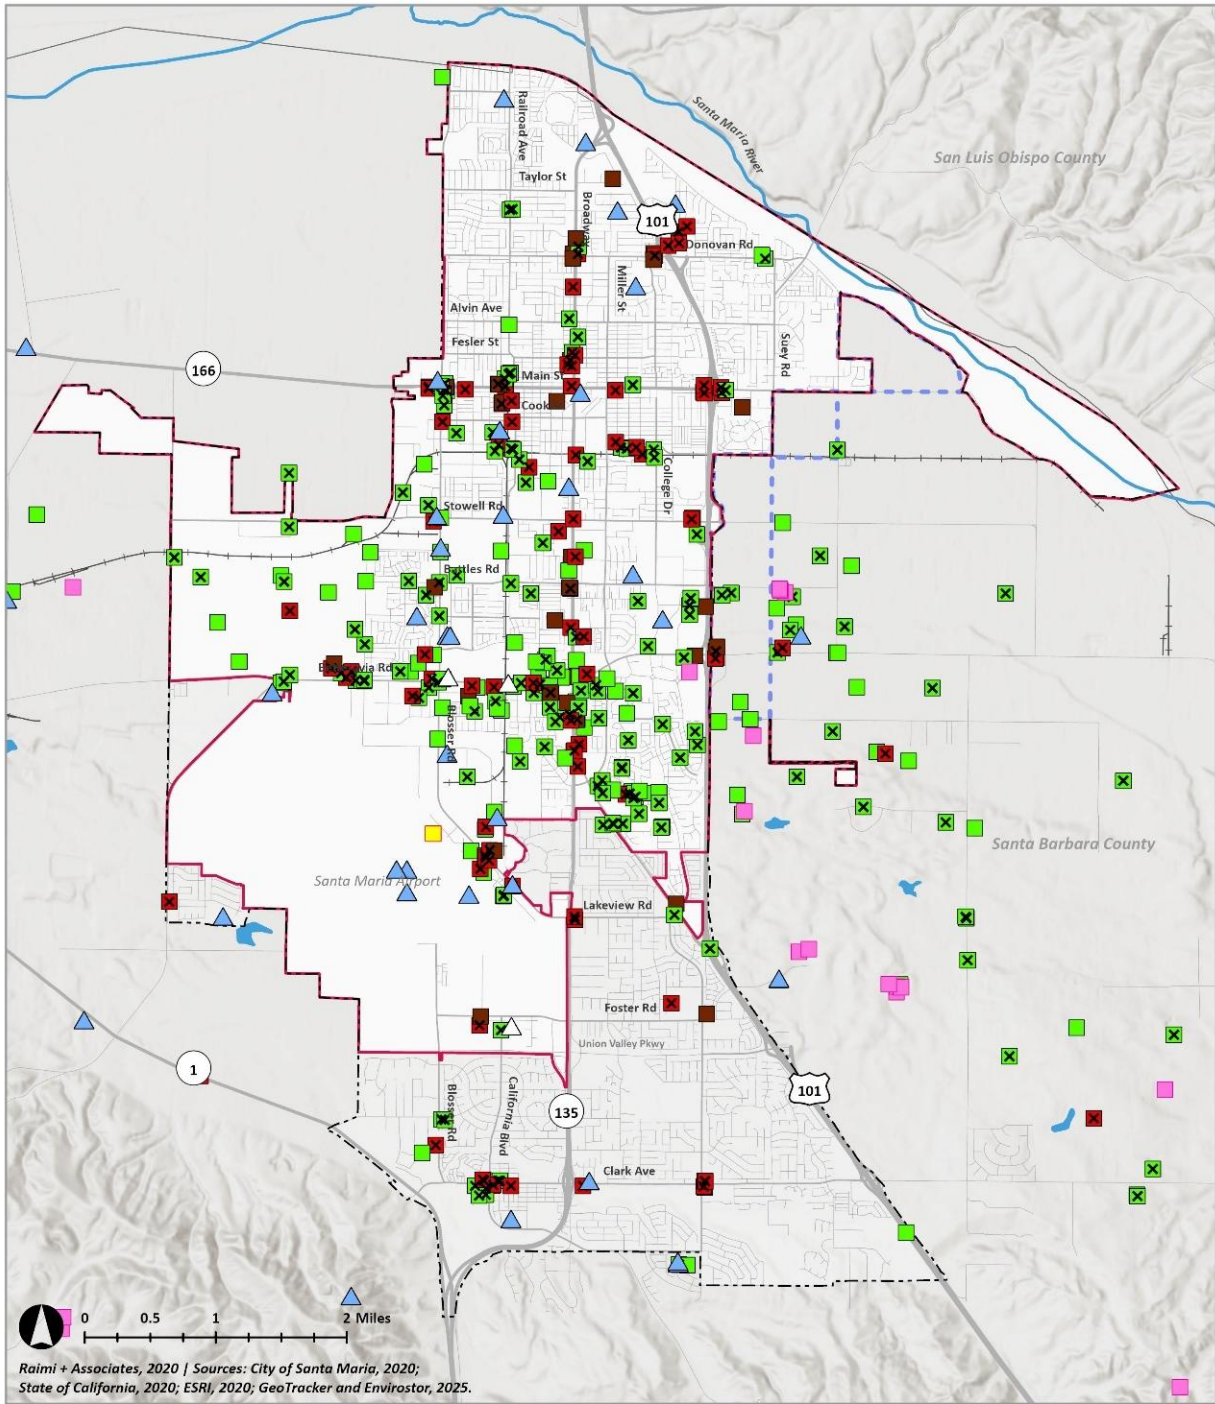 Railroad Ave
Santa Maria River
San Luis Obispo County
Taylor St
Broadway
101
Donovan Rd
Miller St
Alvin Ave
Suey Rd
Fesler St
166
Main St
Cook
College Dr
Stowell Rd
Battles Rd
Blosser Rd
Santa Barbara County
Santa Maria Airport
Lakeview Rd
Foster Rd
Union Valley Pkwy
1
101
Blosser Rd
California Blvd
135
Clark Ave
0 0.5 1 2 Miles
Raimi + Associates, 2020 | Sources: City of Santa Maria, 2020;
State of California, 2020; ESRI, 2020; GeoTracker and Envirostor, 2025.